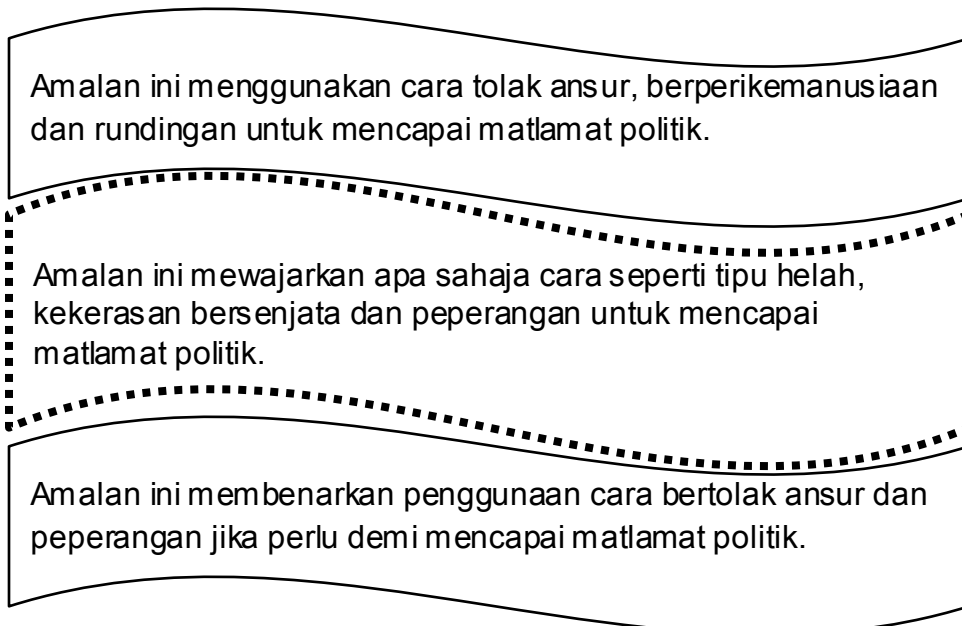 Amalan ini menggunakan cara tolak ansur, berperikemanusiaan
dan rundingan untuk mencapai matlamat politik.
Amalan ini mewajarkan apa sahaja cara seperti tipu helah,
kekerasan bersenjata dan peperangan untuk mencapai
matlamat politik.
Amalan ini membenarkan penggunaan cara bertolak ansur dan
peperangan jika perlu demi mencapai matlamat politik.